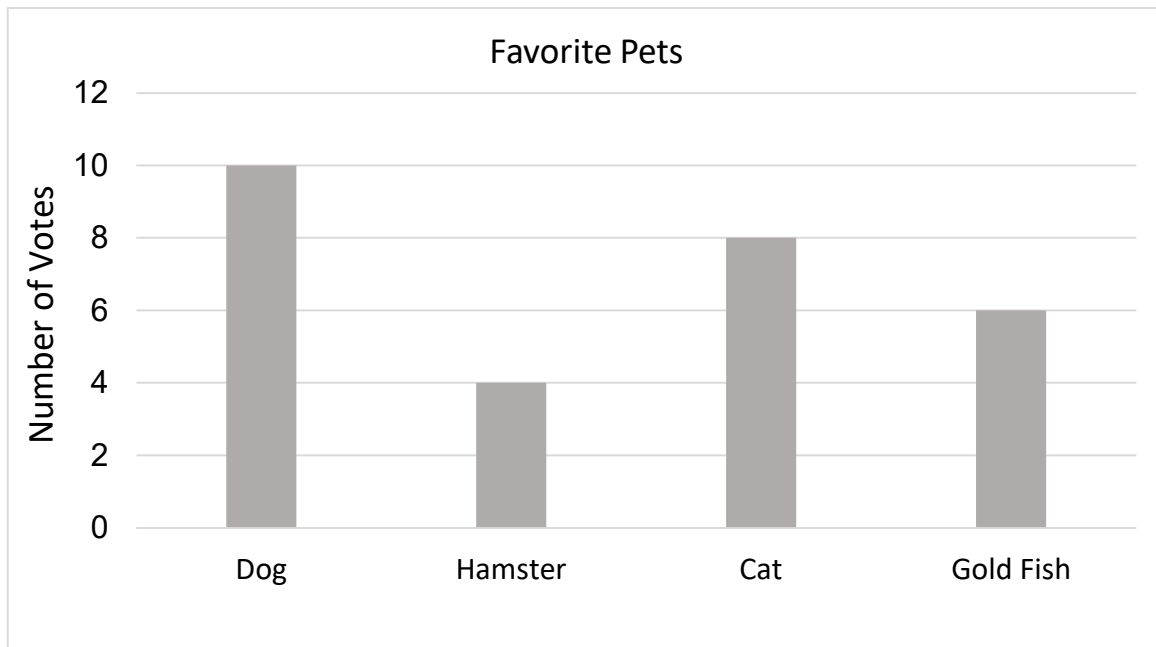 Favorite Pets
Number of Votes
12
10
8
6
4
2
0
Dog
Hamster
Cat
Gold Fish